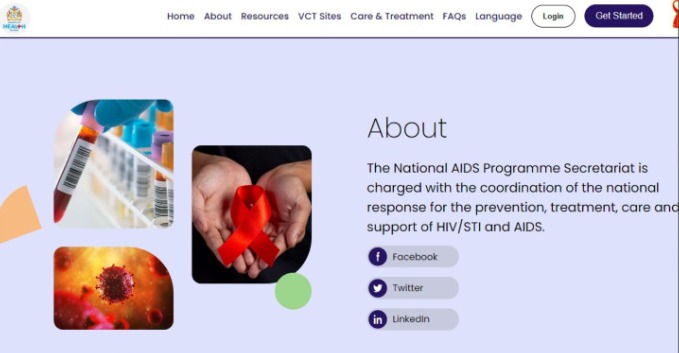 HEALTH
Home About Resources VCT Sites Care & Treatment FAQs Language Login Get Started
About
The National AIDS Programme Secretariat is
charged with the coordination of the national
response for the prevention, treatment, care and
support of HIV/STI and AIDS.
Facebook
Twitter
LinkedIn